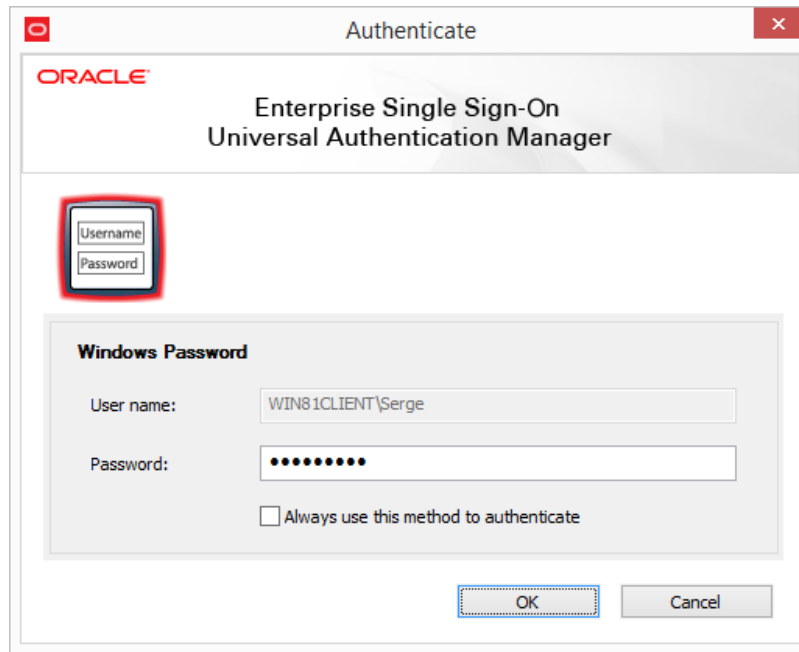 Authenticate
ORACLE
Enterprise Single Sign-On
Universal Authentication Manager
Username
Password
Windows Password
User name: WIN81CLIENT\Serge
Password: •••••••••
Always use this method to authenticate
OK Cancel